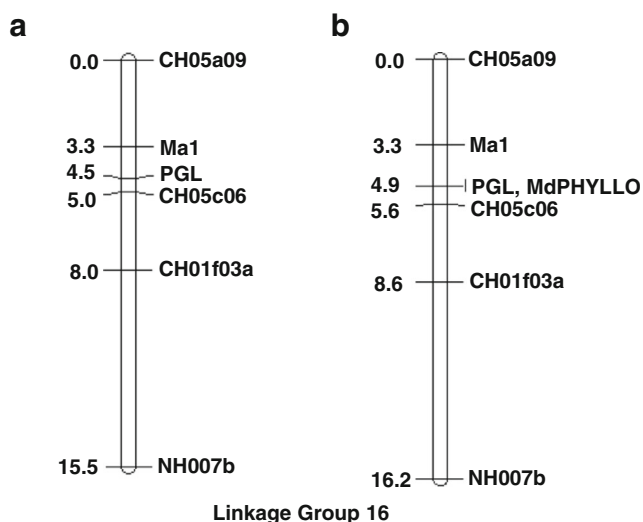 a
0.0 CH05a09
3.3 Ma1
4.5 PGL
5.0 CH05c06
8.0 CH01f03a
15.5 NH007b
b
0.0 CH05a09
3.3 Ma1
4.9 PGL, MdPHYLLO
5.6 CH05c06
8.6 CH01f03a
16.2 NH007b
Linkage Group 16